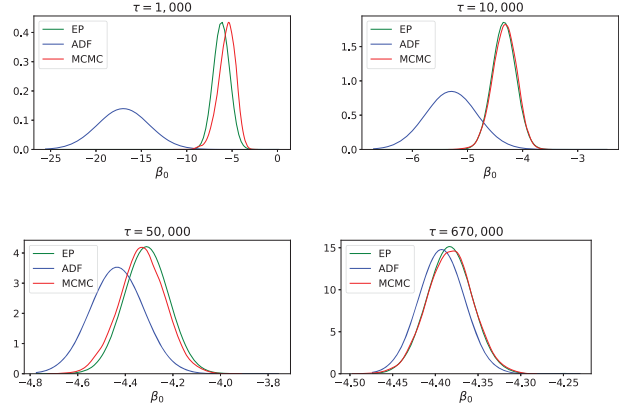 τ = 1, 000
EP
ADF
MCMC
0.4
0.3
0.2
0.1
0.0
−25 −20 −15 −10 −5 0
β0
τ = 10, 000
EP
ADF
MCMC
1.5
1.0
0.5
0.0
−6 −5 −4 −3
β0
τ = 50, 000
EP
ADF
MCMC
4
3
2
1
0
−4.8 −4.6 −4.4 −4.2 −4.0 −3.8
β0
τ = 670, 000
EP
ADF
MCMC
15
10
5
0
−4.50 −4.45 −4.40 −4.35 −4.30 −4.25
β0